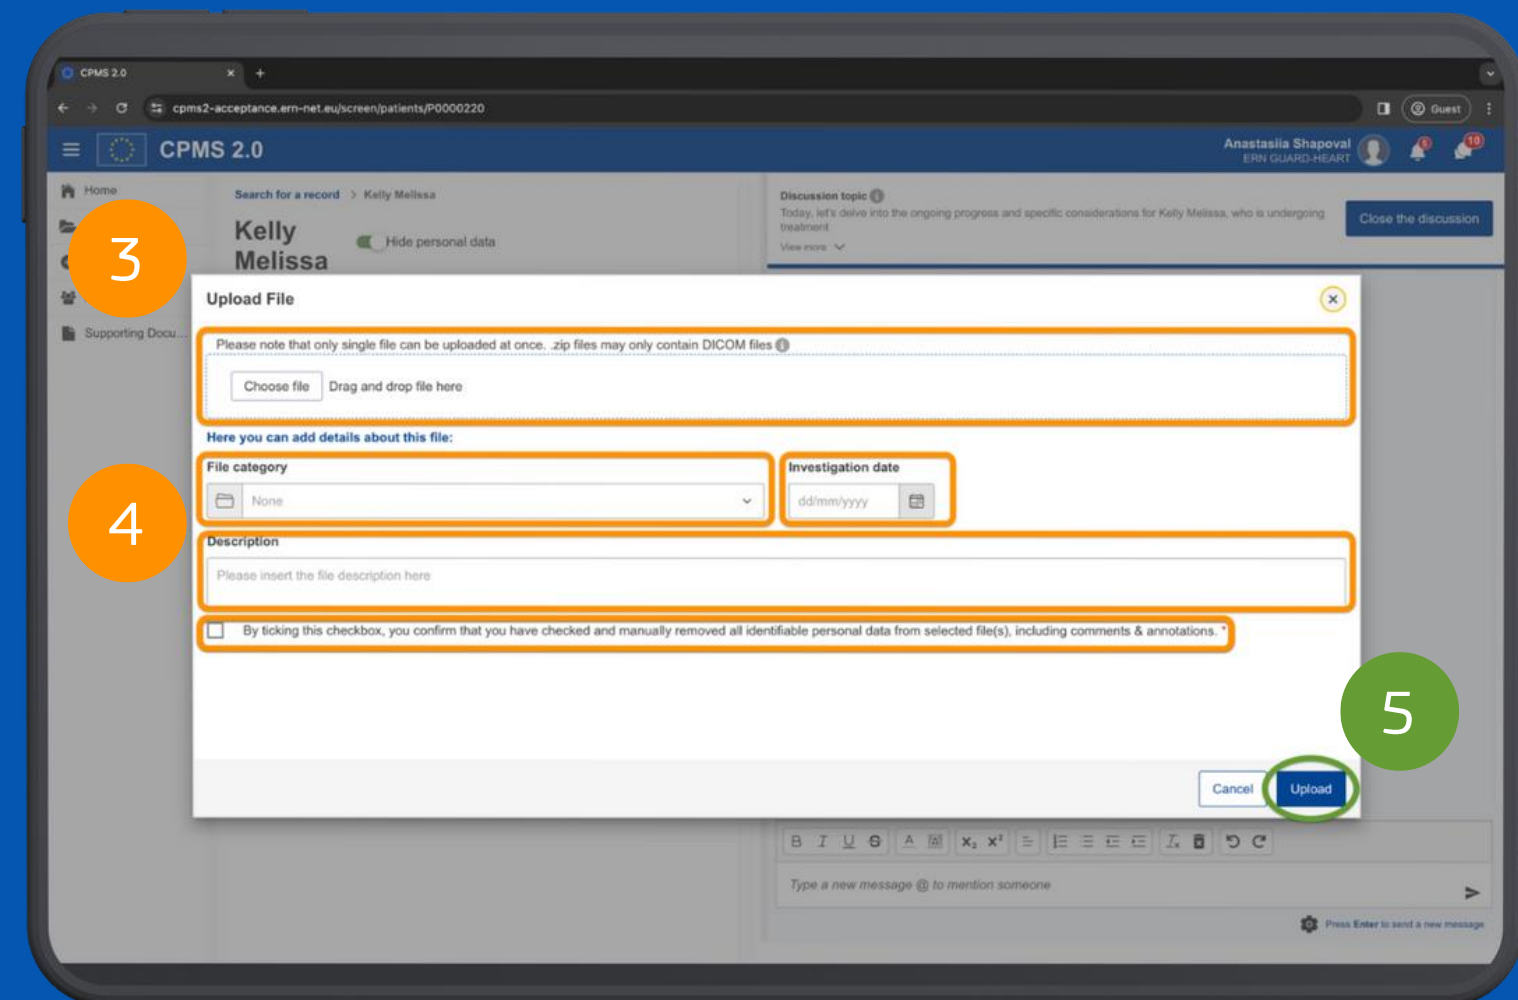 CPMS 2.0
cpms2-acceptance.ern-net.eu/screen/patients/P0000220
Guest
CPMS 2.0
Anastasiia Shapoval
ERN GUARD-HEART
10
Home
Search for a record > Kelly Melissa
Kelly
Melissa
Hide personal data
Discussion topic
Today, let's delve into the ongoing progress and specific considerations for Kelly Melissa, who is undergoing
treatment
View more
Close the discussion
3
Supporting Docu...
Upload File
Please note that only single file can be uploaded at once. .zip files may only contain DICOM files
Choose file
Drag and drop file here
Here you can add details about this file:
File category
Investigation date
None
dd/mm/yyyy
4
Description
Please insert the file description here
By ticking this checkbox, you confirm that you have checked and manually removed all identifiable personal data from selected file(s), including comments & annotations. *
5
Cancel
Upload
B I U S A X₂ X² Tx
Type a new message @ to mention someone
Press Enter to send a new message